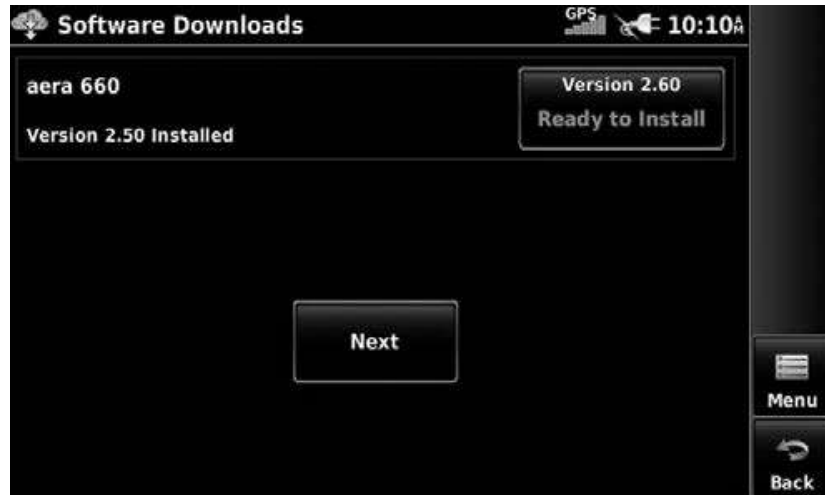 Software Downloads
GPS
10:10AM
aera 660
Version 2.50 Installed
Version 2.60
Ready to Install
Next
Menu
Back